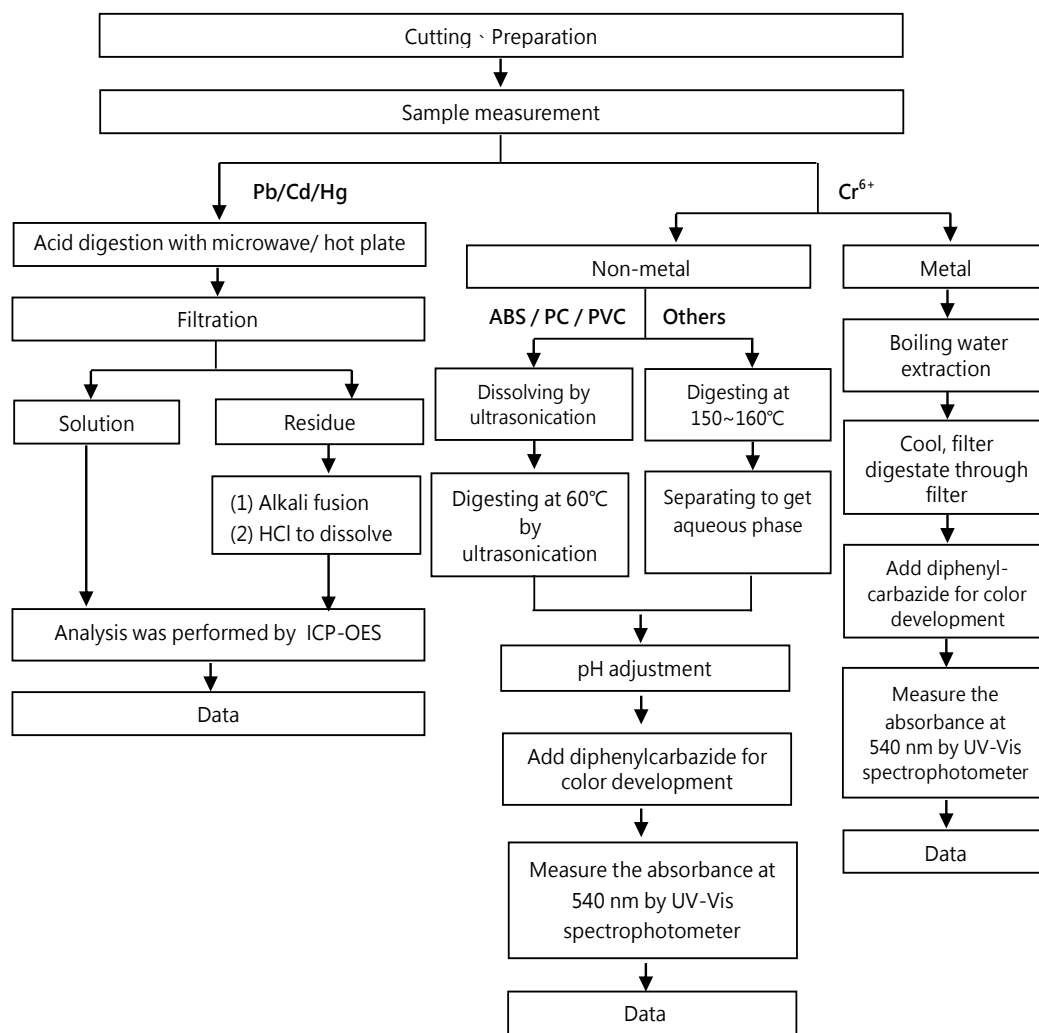 Cutting、Preparation
Sample measurement
Pb/Cd/Hg
Cr⁶⁺
Acid digestion with microwave/ hot plate
Filtration
Solution
Residue
(1) Alkali fusion
(2) HCl to dissolve
Analysis was performed by ICP-OES
Data
Non-metal
ABS / PC / PVC
Others
Dissolving by
ultrasonication
Digesting at 60℃
by
ultrasonication
Digesting at
150~160℃
Separating to get
aqueous phase
pH adjustment
Add diphenylcarbazide for
color development
Measure the absorbance at
540 nm by UV-Vis
spectrophotometer
Data
Metal
Boiling water
extraction
Cool, filter
digestate through
filter
Add diphenyl-
carbazide for color
development
Measure the
absorbance at
540 nm by UV-Vis
spectrophotometer
Data